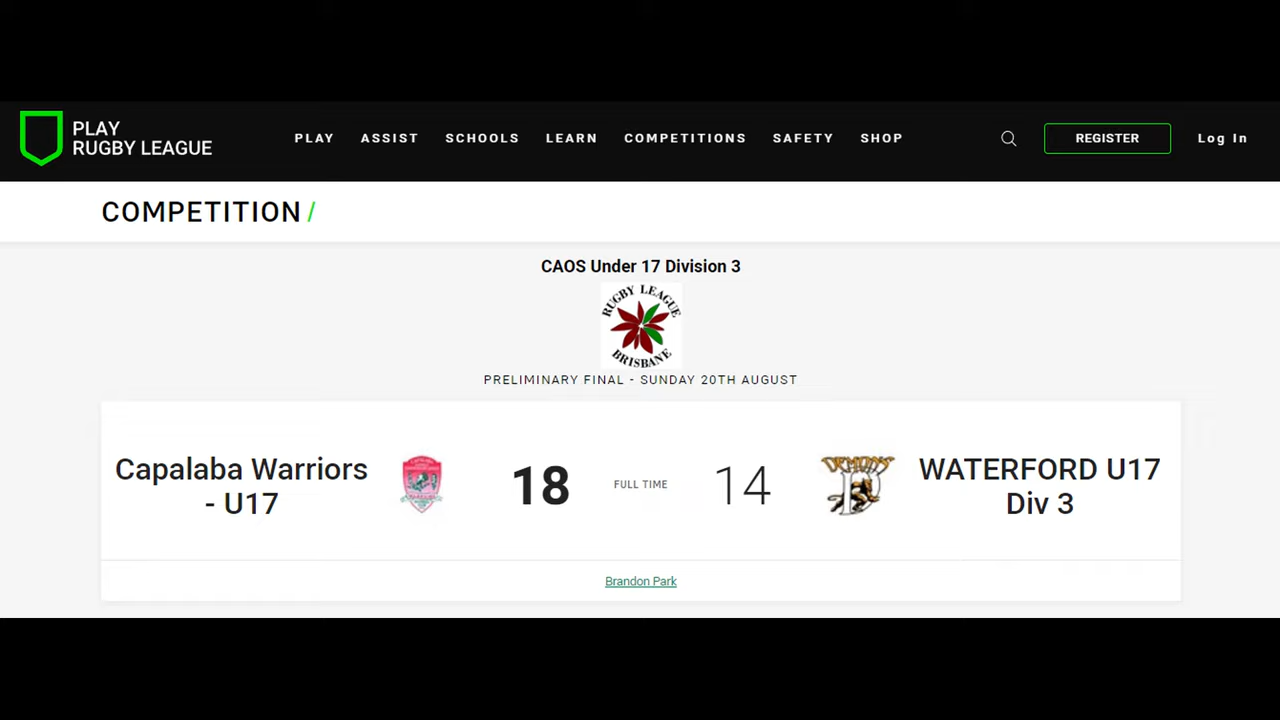 PLAY
RUGBY LEAGUE
PLAY ASSIST SCHOOLS LEARN COMPETITIONS SAFETY SHOP REGISTER Log In
COMPETITION /
CAOS Under 17 Division 3
RUGBY LEAGUE
BRISBANE
PRELIMINARY FINAL - SUNDAY 20TH AUGUST
Capalaba Warriors
- U17
18 FULL TIME 14
DEMONS
WATERFORD U17
Div 3
Brandon Park